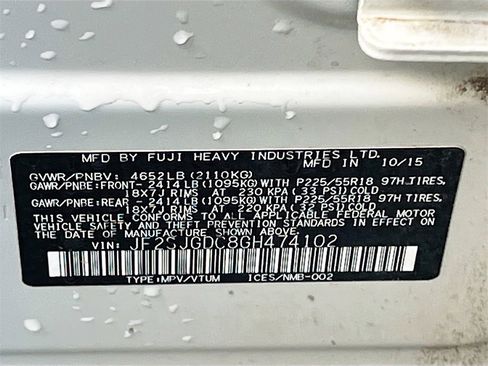 MFD BY FUJI HEAVY INDUSTRIES LTD.
MFD IN 10/15
GVWR/PNBV: 4652LB(2110KG)
GAWR/PNBE:FRONT- 2414LB(1095KG)WITH P225/55R18 97H TIRES,
18X7J RIMS AT 230 KPA(33 PSI)COLD
GAWR/PNBE:REAR - 2414LB(1095KG)WITH P225/55R18 97H TIRES,
18X7J RIMS AT 220 KPA(32 PSI)COLD
THIS VEHICLE CONFORMS TO ALL APPLICABLE U.S. FEDERAL MOTOR
VEHICLE SAFETY AND THEFT PREVENTION STANDARDS IN EFFECT ON THE
DATE OF MANUFACTURE SHOWN ABOVE.
VIN: JF2SJGDC8GH474102
TYPE:MPV/VTUM ICES/NMB-002